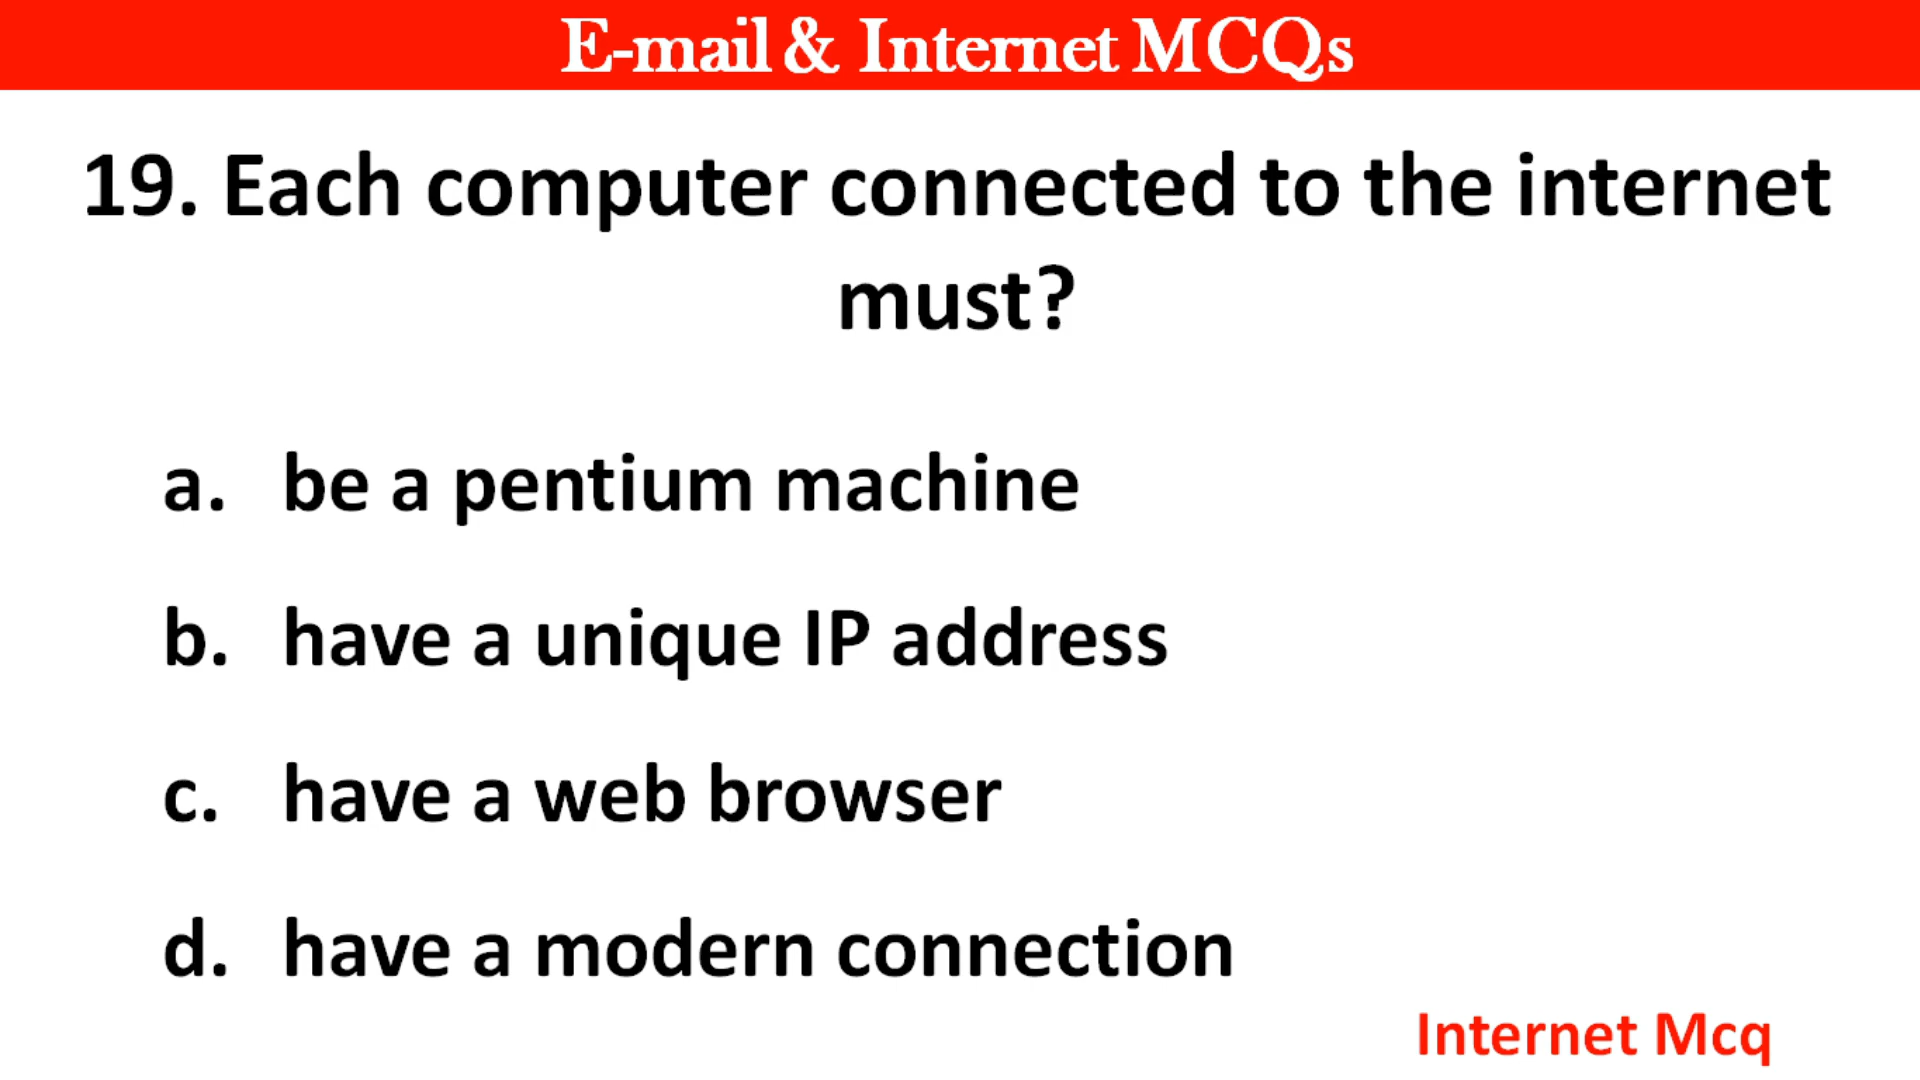 E-mail & Internet MCQs
19. Each computer connected to the internet
must?
a. be a pentium machine
b. have a unique IP address
c. have a web browser
d. have a modern connection
Internet Mcq